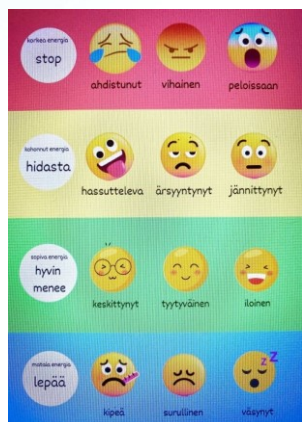 korkea energia
stop
ahdistunut vihainen peloissaan
kohonnut energia
hidasta
hassutteleva ärsyyntynyt jännittynyt
sopiva energia
hyvin
menee
keskittynyt tyytyväinen iloinen
matala energia
lepää
zZ
kipeä surullinen väsynyt